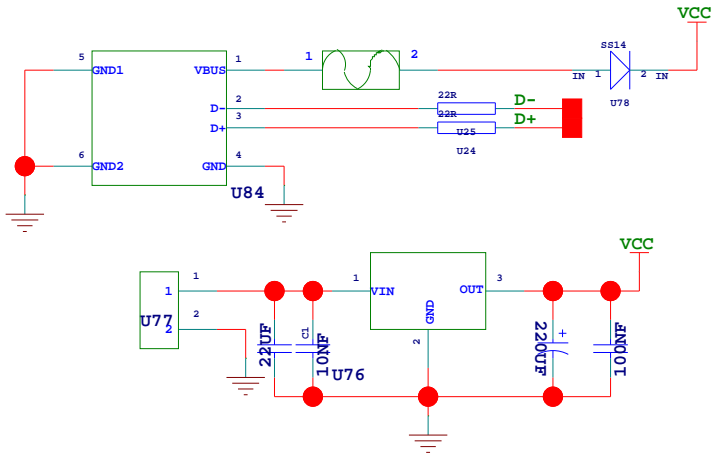 VCC
SS14
5
GND1
VBUS
1
1
2
IN
1
2
IN
U78
D-
2
22R
D-
D+
3
22R
D+
U25
U24
6
GND2
GND
4
U84
VCC
1
1
VIN
OUT
3
GND
2
1
U77
2
2
22UF
C1
10NF
U76
220UF
+
100NF